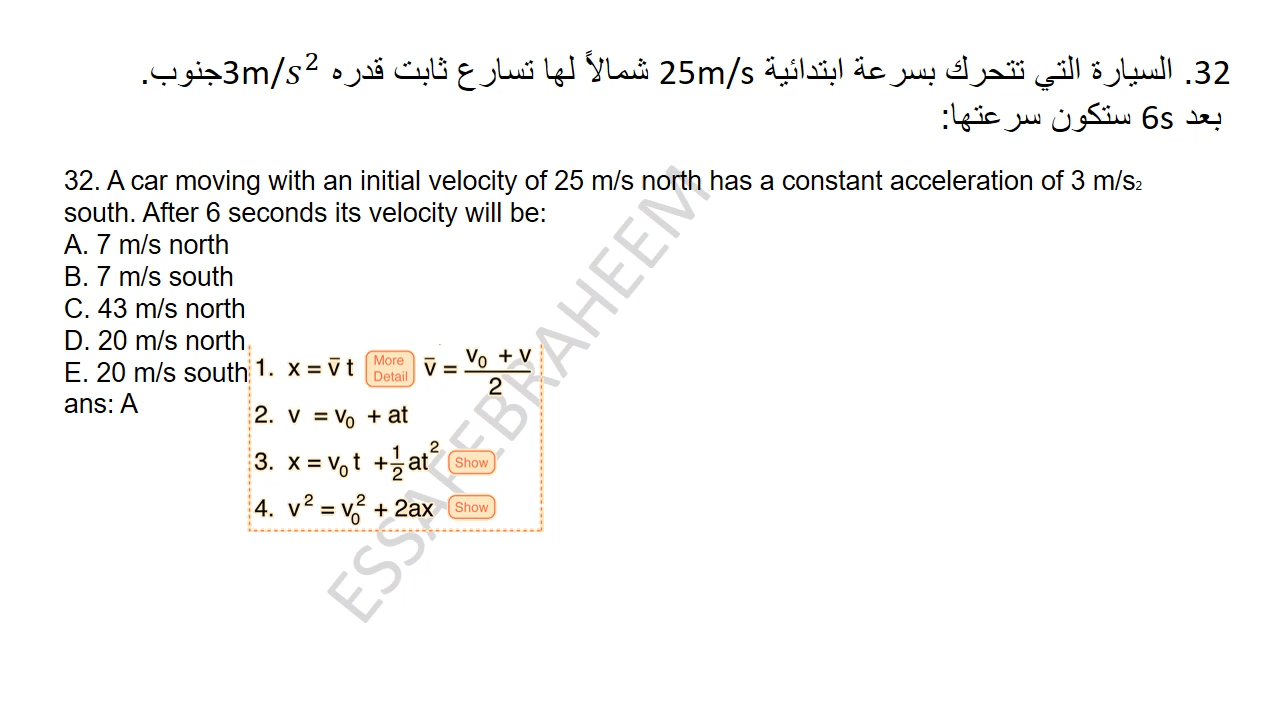 32. السيارة التي تتحرك بسرعة ابتدائية 25m/s شمالاً لها تسارع ثابت قدره 3m/s² جنوب.
بعد 6s ستكون سرعتها:
32. A car moving with an initial velocity of 25 m/s north has a constant acceleration of 3 m/s2
south. After 6 seconds its velocity will be:
A. 7 m/s north
B. 7 m/s south
C. 43 m/s north
D. 20 m/s north
E. 20 m/s south
ans: A
1. x = v̄ t More Detail v̄ = (v₀ + v)/2
2. v = v₀ + at
3. x = v₀ t + ½ at² Show
4. v² = v₀² + 2ax Show
ESSAFEBRAHEEM